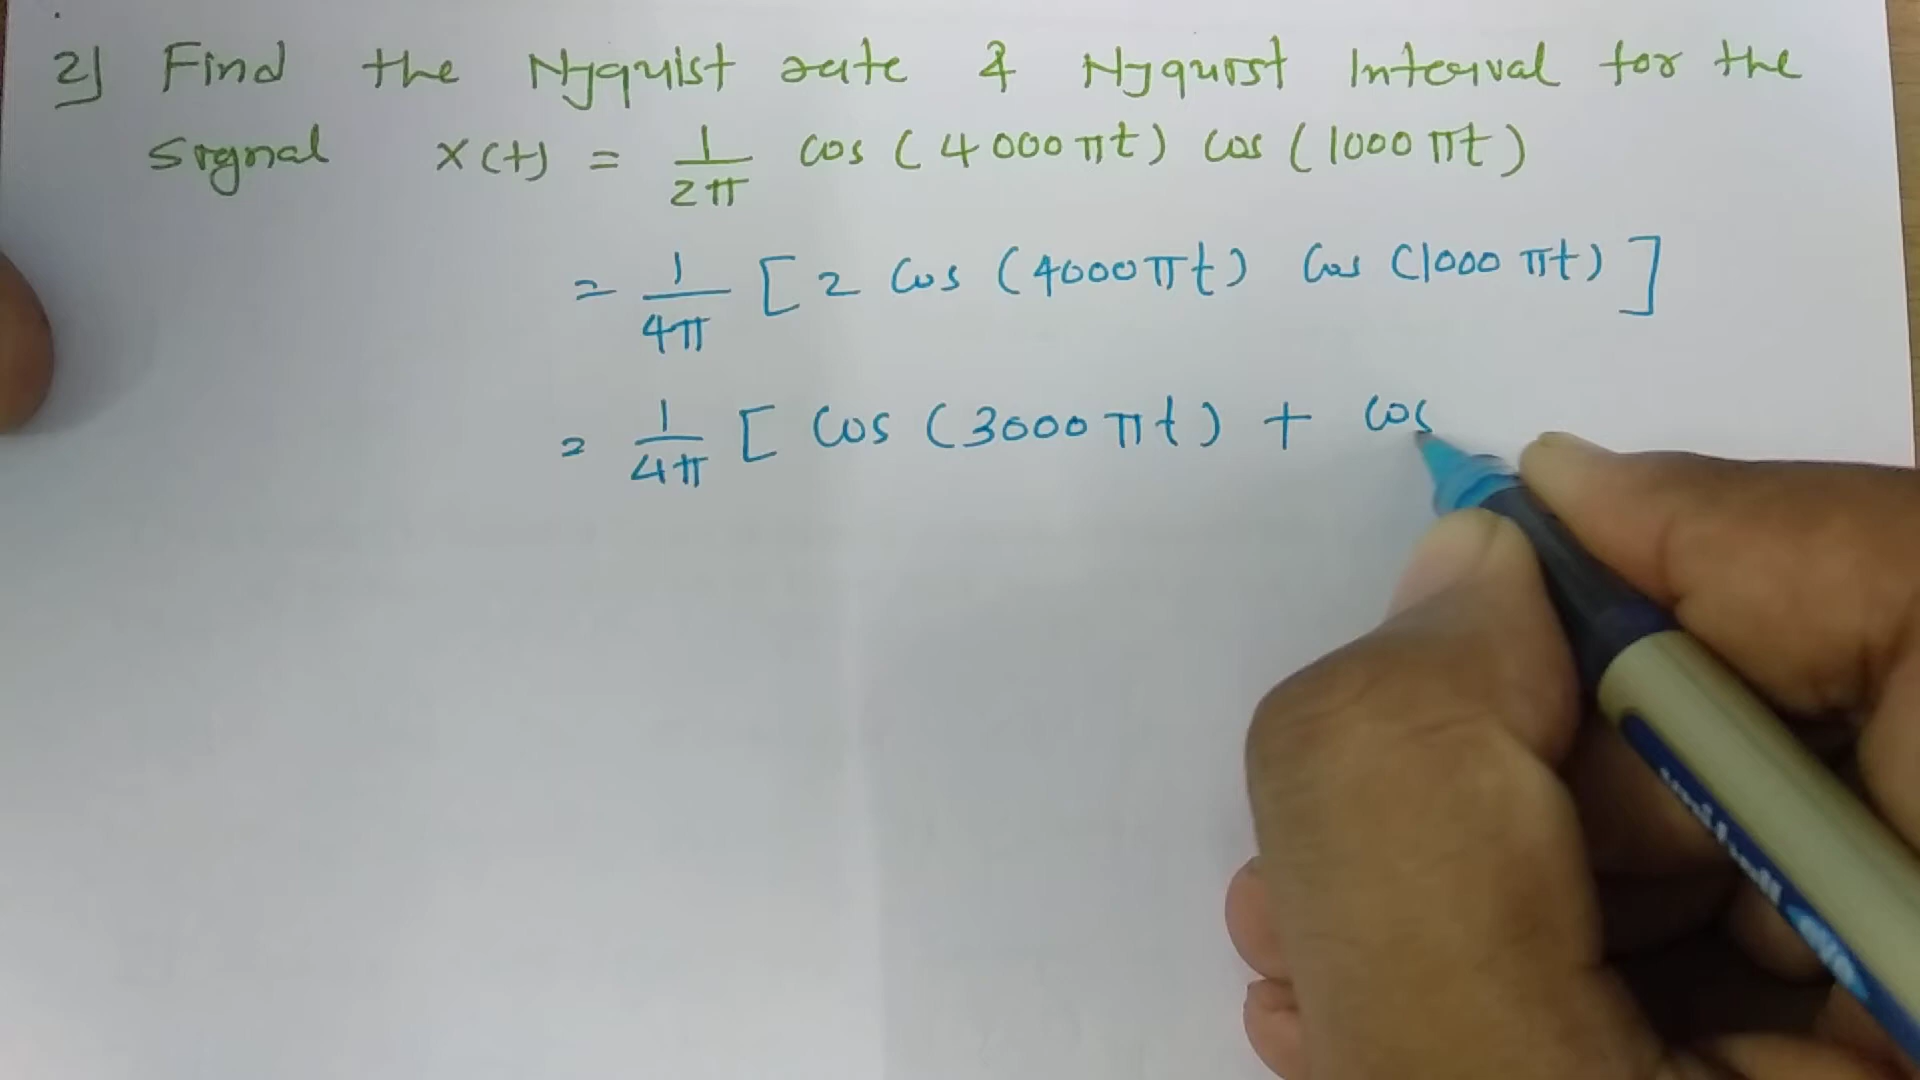 2) Find the Nyquist rate & Nyquist Interval for the
signal x(t) = 1/2π cos(4000πt) cos(1000πt)
= 1/4π [2 cos(4000πt) cos(1000πt)]
= 1/4π [cos(3000πt) + cos